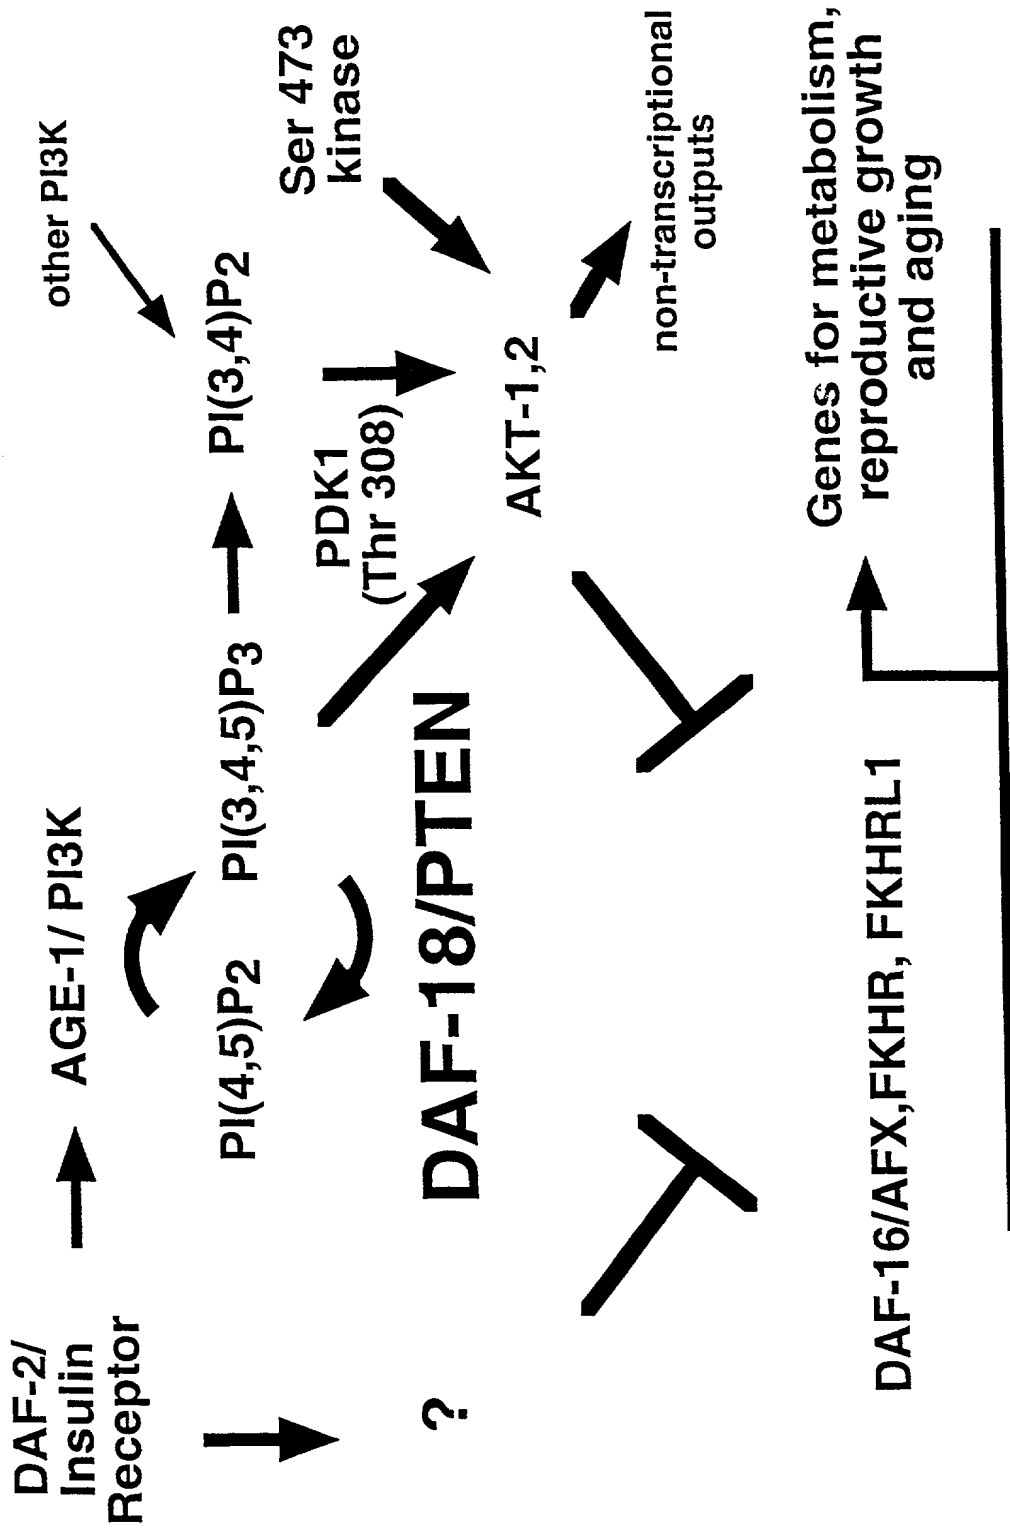 DAF-2/
Insulin
Receptor
AGE-1/ PI3K
other PI3K
PI(4,5)P2
PI(3,4,5)P3
PI(3,4)P2
Ser 473
kinase
PDK1
(Thr 308)
?
DAF-18/PTEN
AKT-1,2
non-transcriptional
outputs
DAF-16/AFX,FKHR, FKHRL1
Genes for metabolism,
reproductive growth
and aging